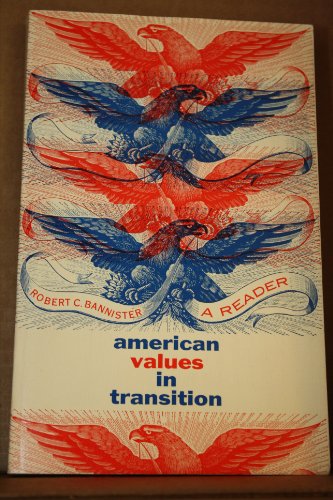 ROBERT C. BANNISTER
A READER
american
values
in
transition